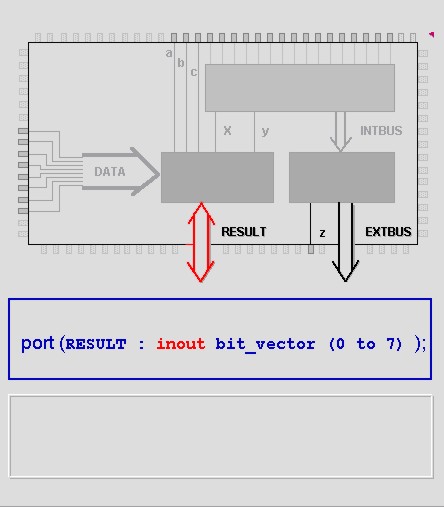 a
b
c
X
y
INTBUS
DATA
RESULT
z
EXTBUS
port (RESULT : inout bit_vector (0 to 7) );